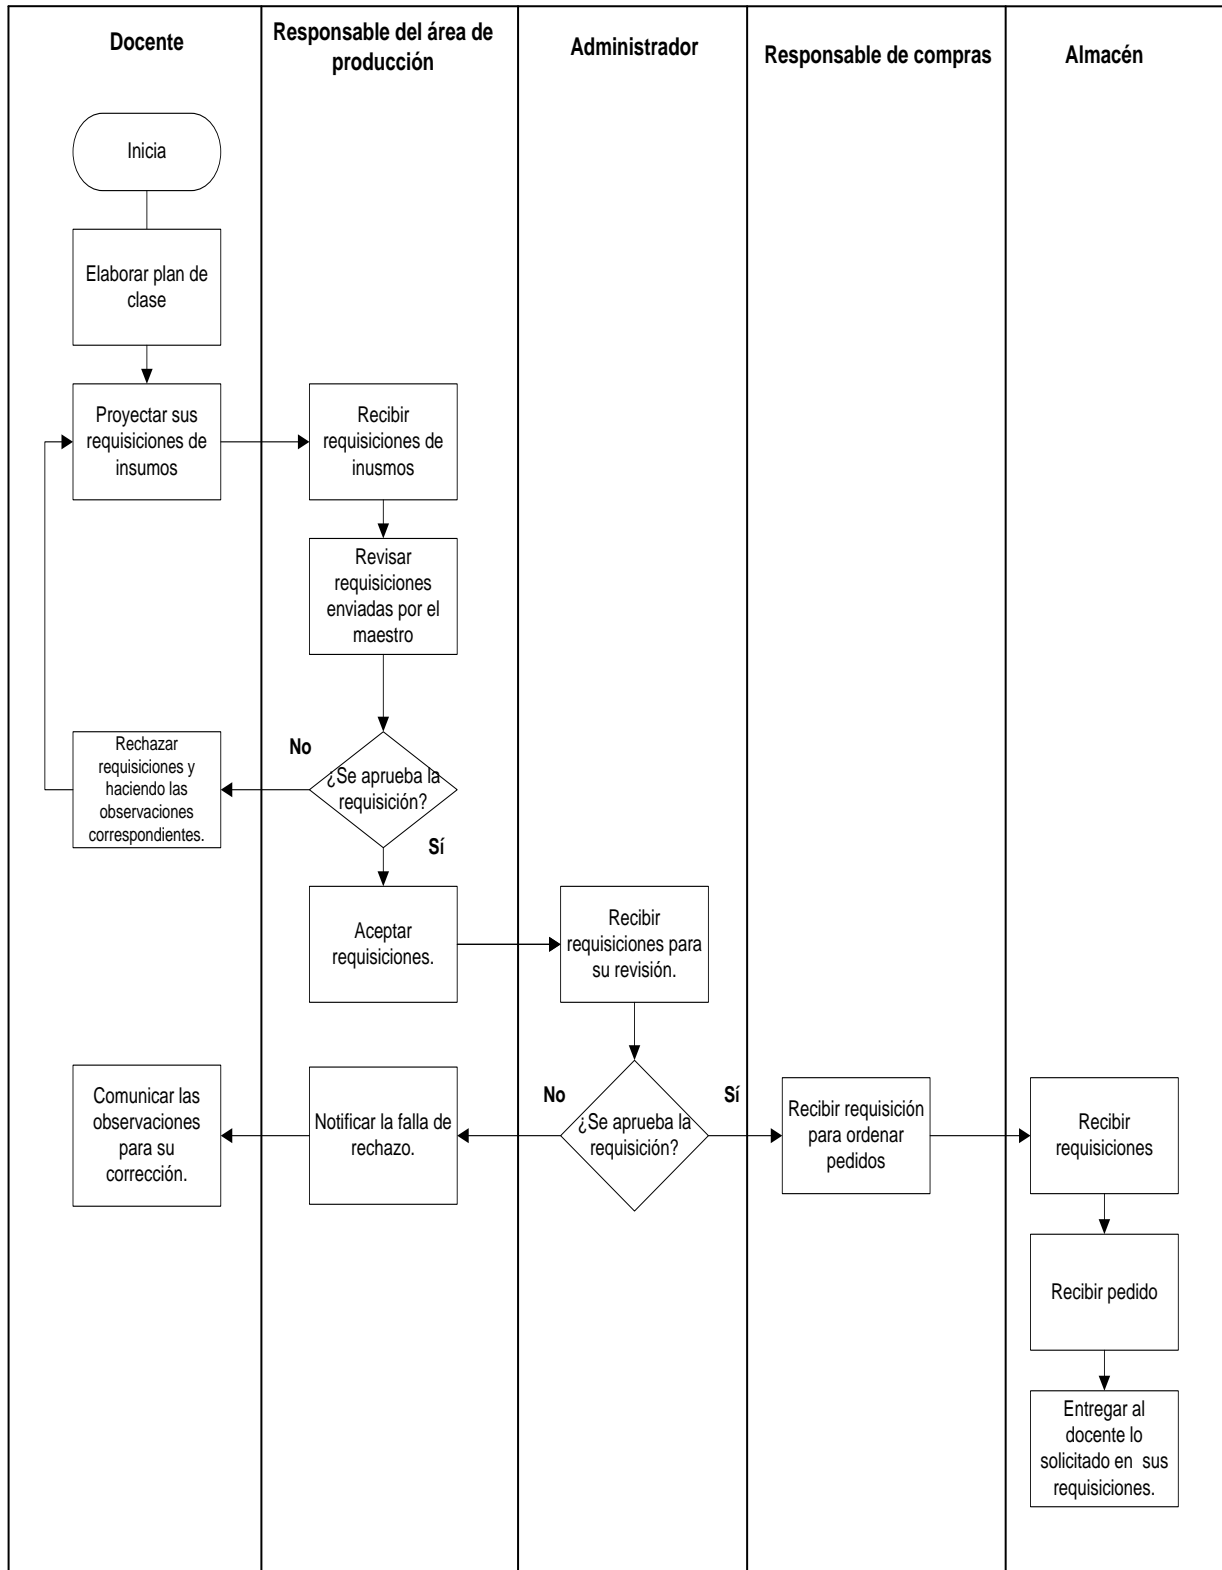 Docente
Responsable del área de
producción
Administrador
Responsable de compras
Almacén
Inicia
Elaborar plan de
clase
Proyectar sus
requisiciones de
insumos
Recibir
requisiciones de
inusmos
Revisar
requisiciones
enviadas por el
maestro
No
¿Se aprueba la
requisición?
Sí
Rechazar
requisiciones y
haciendo las
observaciones
correspondientes.
Aceptar
requisiciones.
Recibir
requisiciones para
su revisión.
No
¿Se aprueba la
requisición?
Sí
Comunicar las
observaciones
para su
corrección.
Notificar la falla de
rechazo.
Recibir requisición
para ordenar
pedidos
Recibir
requisiciones
Recibir pedido
Entregar al
docente lo
solicitado en  sus
requisiciones.